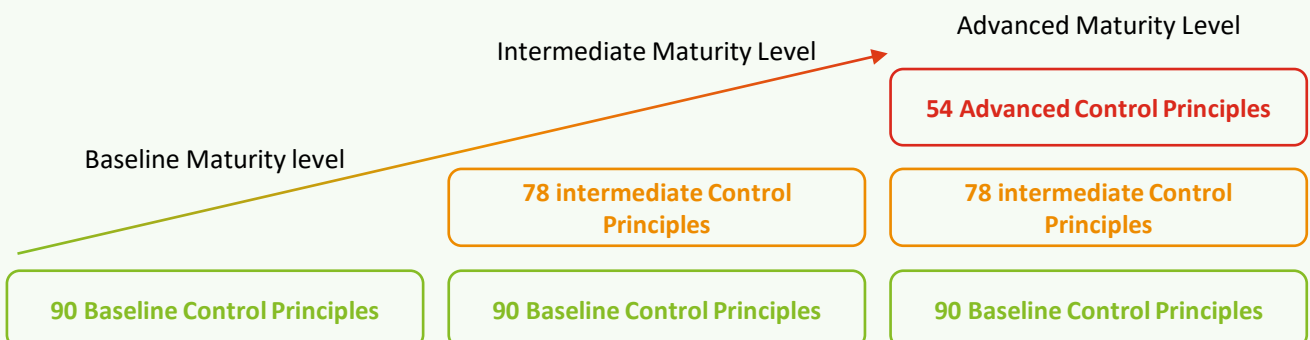 Advanced Maturity Level
Intermediate Maturity Level
54 Advanced Control Principles
Baseline Maturity level
78 intermediate Control
Principles
78 intermediate Control
Principles
90 Baseline Control Principles
90 Baseline Control Principles
90 Baseline Control Principles